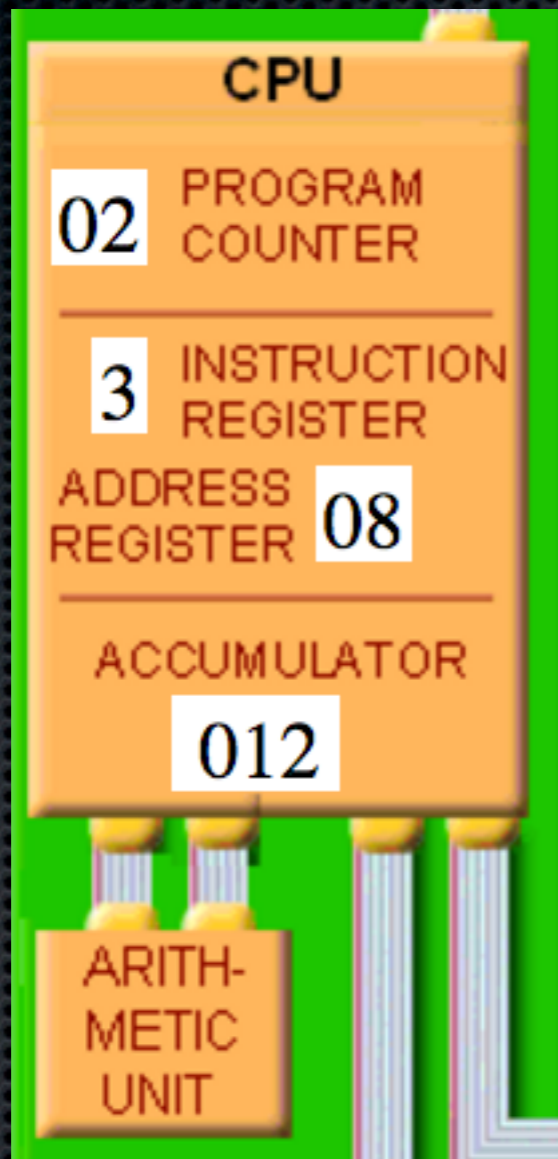 CPU
02 PROGRAM
COUNTER
3 INSTRUCTION
REGISTER
ADDRESS
REGISTER 08
ACCUMULATOR
012
ARITH-
METIC
UNIT